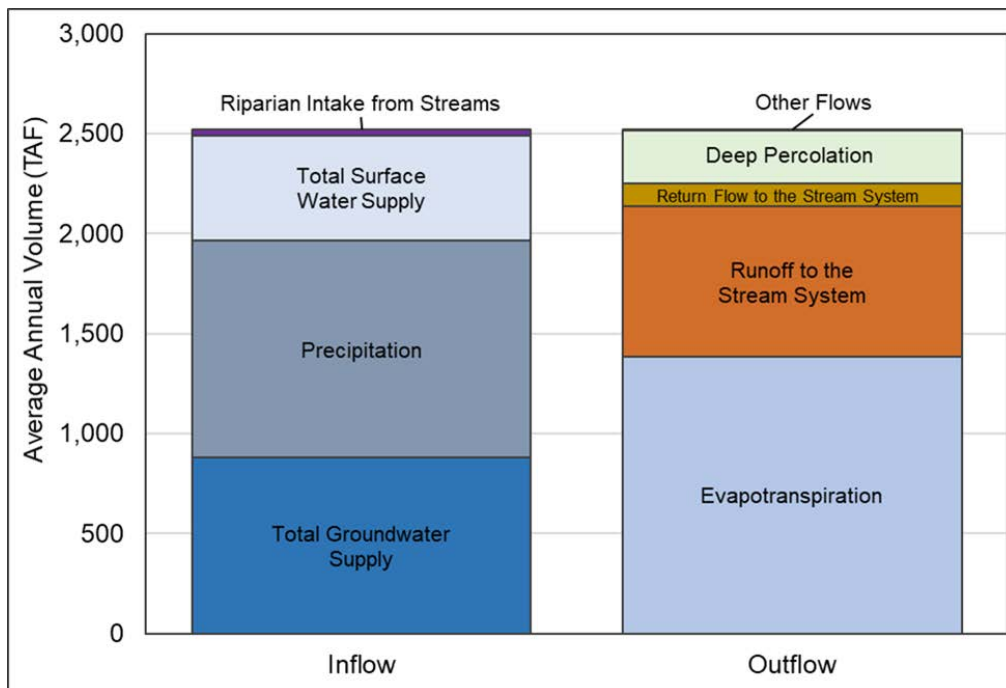 3,000
2,500
2,000
1,500
1,000
500
0
Average Annual Volume (TAF)
Riparian Intake from Streams
Total Surface
Water Supply
Precipitation
Total Groundwater
Supply
Inflow
Other Flows
Deep Percolation
Return Flow to the Stream System
Runoff to the
Stream System
Evapotranspiration
Outflow